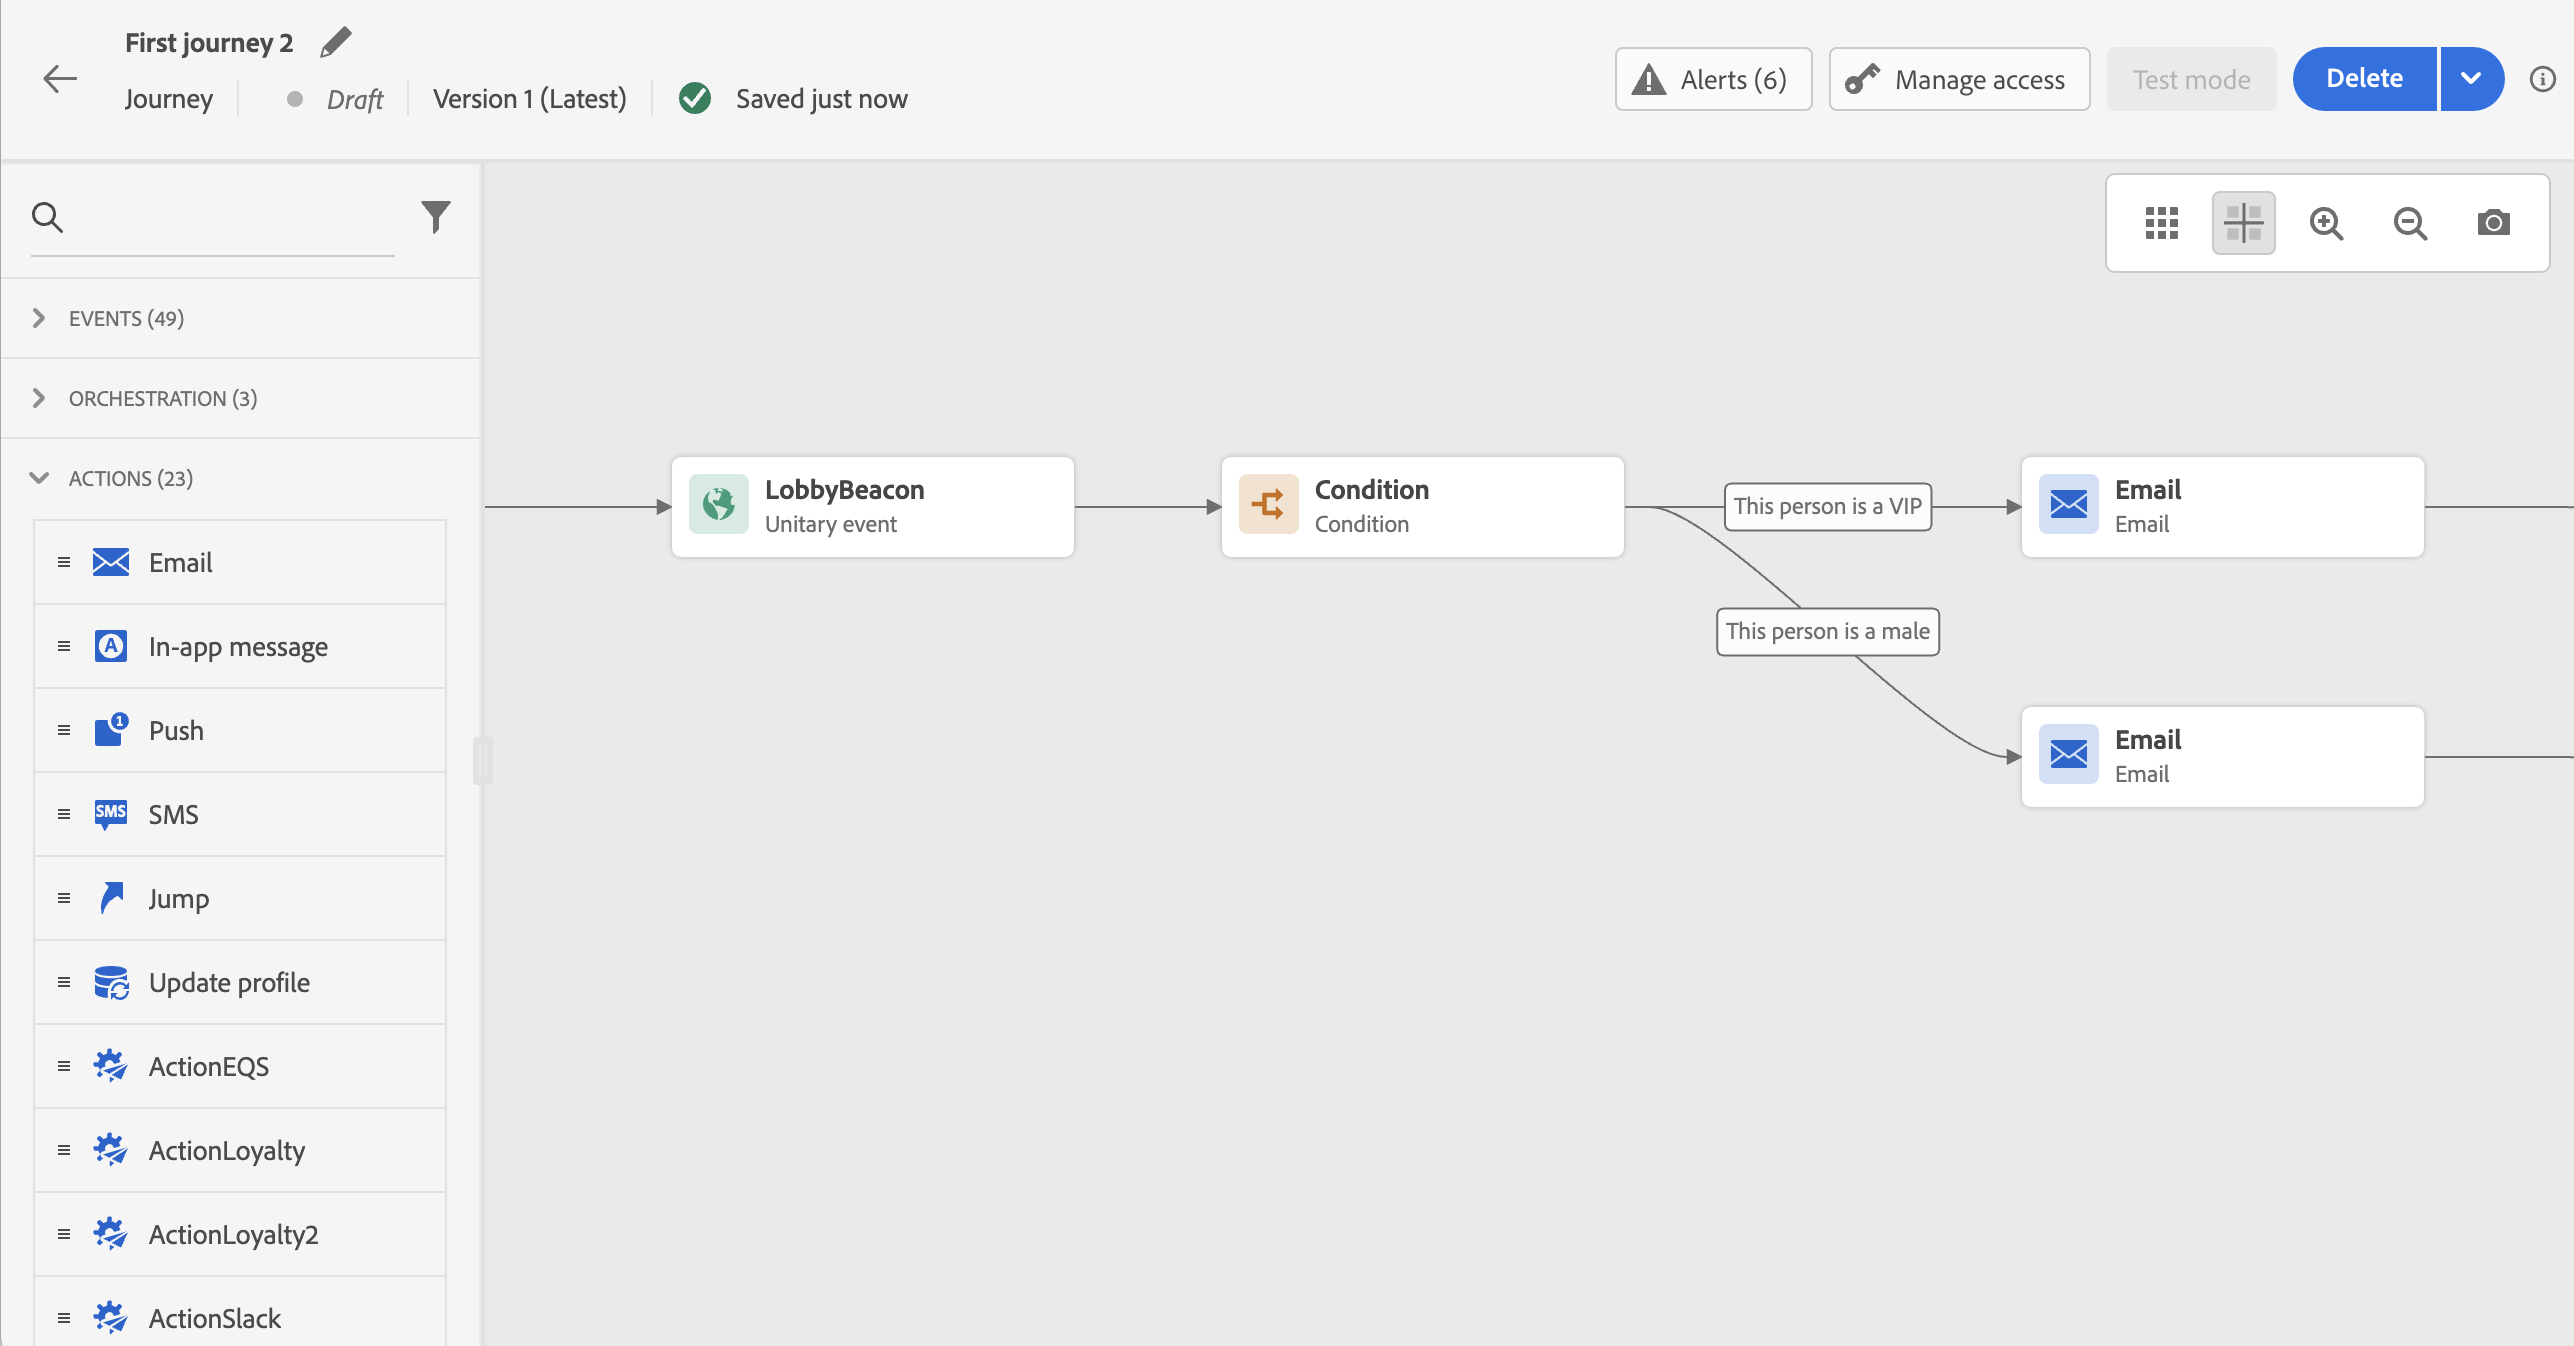 First journey 2
Journey
Draft
Version 1 (Latest)
Saved just now
Alerts (6)
Manage access
Test mode
Delete
EVENTS (49)
ORCHESTRATION (3)
ACTIONS (23)
Email
In-app message
Push
SMS
SMS
Jump
Update profile
ActionEQS
ActionLoyalty
ActionLoyalty2
ActionSlack
LobbyBeacon
Unitary event
Condition
Condition
This person is a VIP
Email
Email
This person is a male
Email
Email